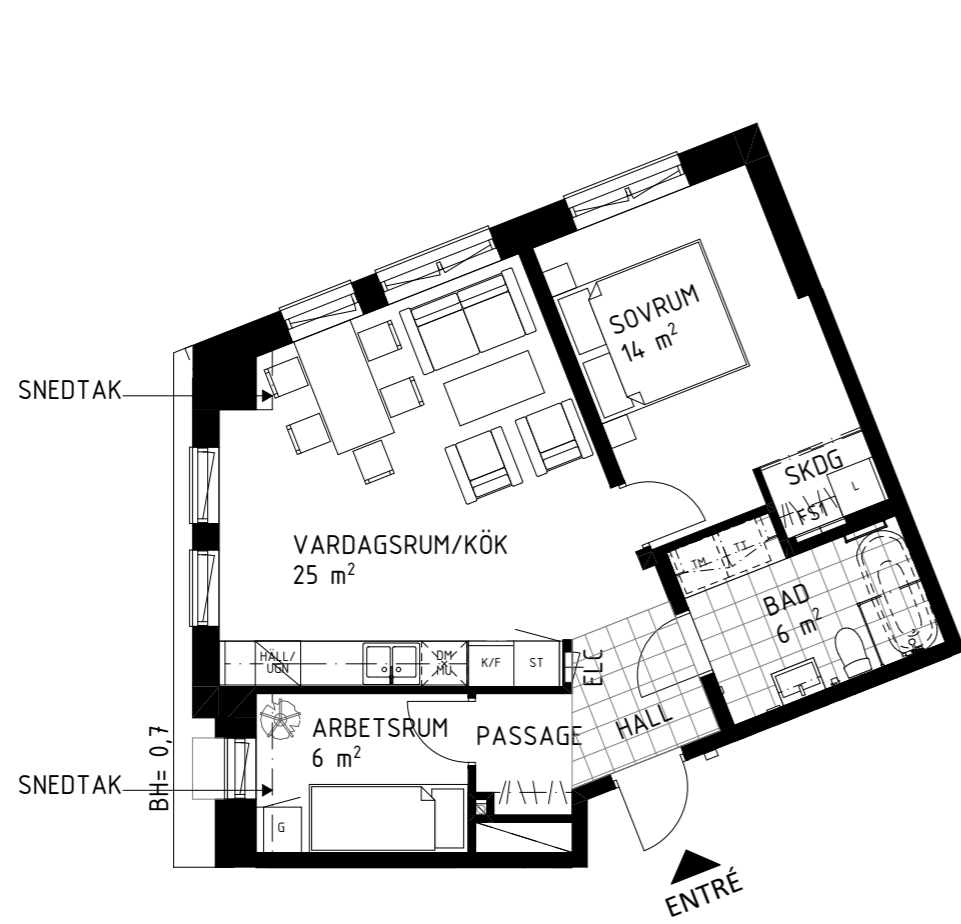 SOVRUM
14 m²
SNEDTAK
SKDG
L
FST
VARDAGSRUM/KÖK
25 m²
TM
TT
BAD
6 m²
HÄLL/
UGN
DM
MU
K/F
ST
ELC
HALL
ARBETSRUM
6 m²
PASSAGE
BH= 0,7
SNEDTAK
G
ENTRÉ